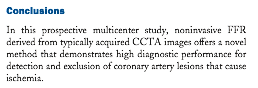 Conclusions
In this prospective multicenter study, noninvasive FFR
derived from typically acquired CCTA images offers a novel
method that demonstrates high diagnostic performance for
detection and exclusion of coronary artery lesions that cause
ischemia.